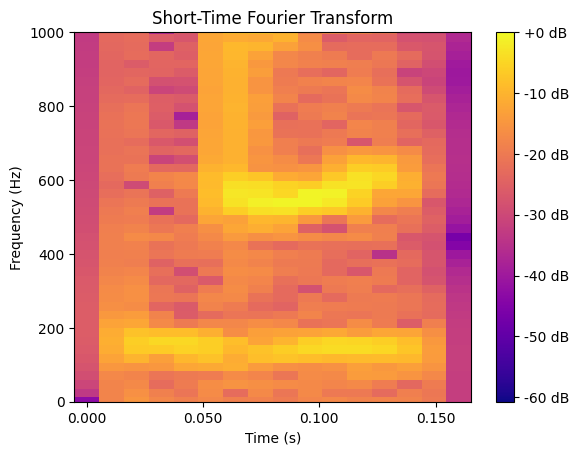 Short-Time Fourier Transform
1000
800
600
400
200
0
Frequency (Hz)
0.000
0.050
0.100
0.150
Time (s)
+0 dB
-10 dB
-20 dB
-30 dB
-40 dB
-50 dB
-60 dB